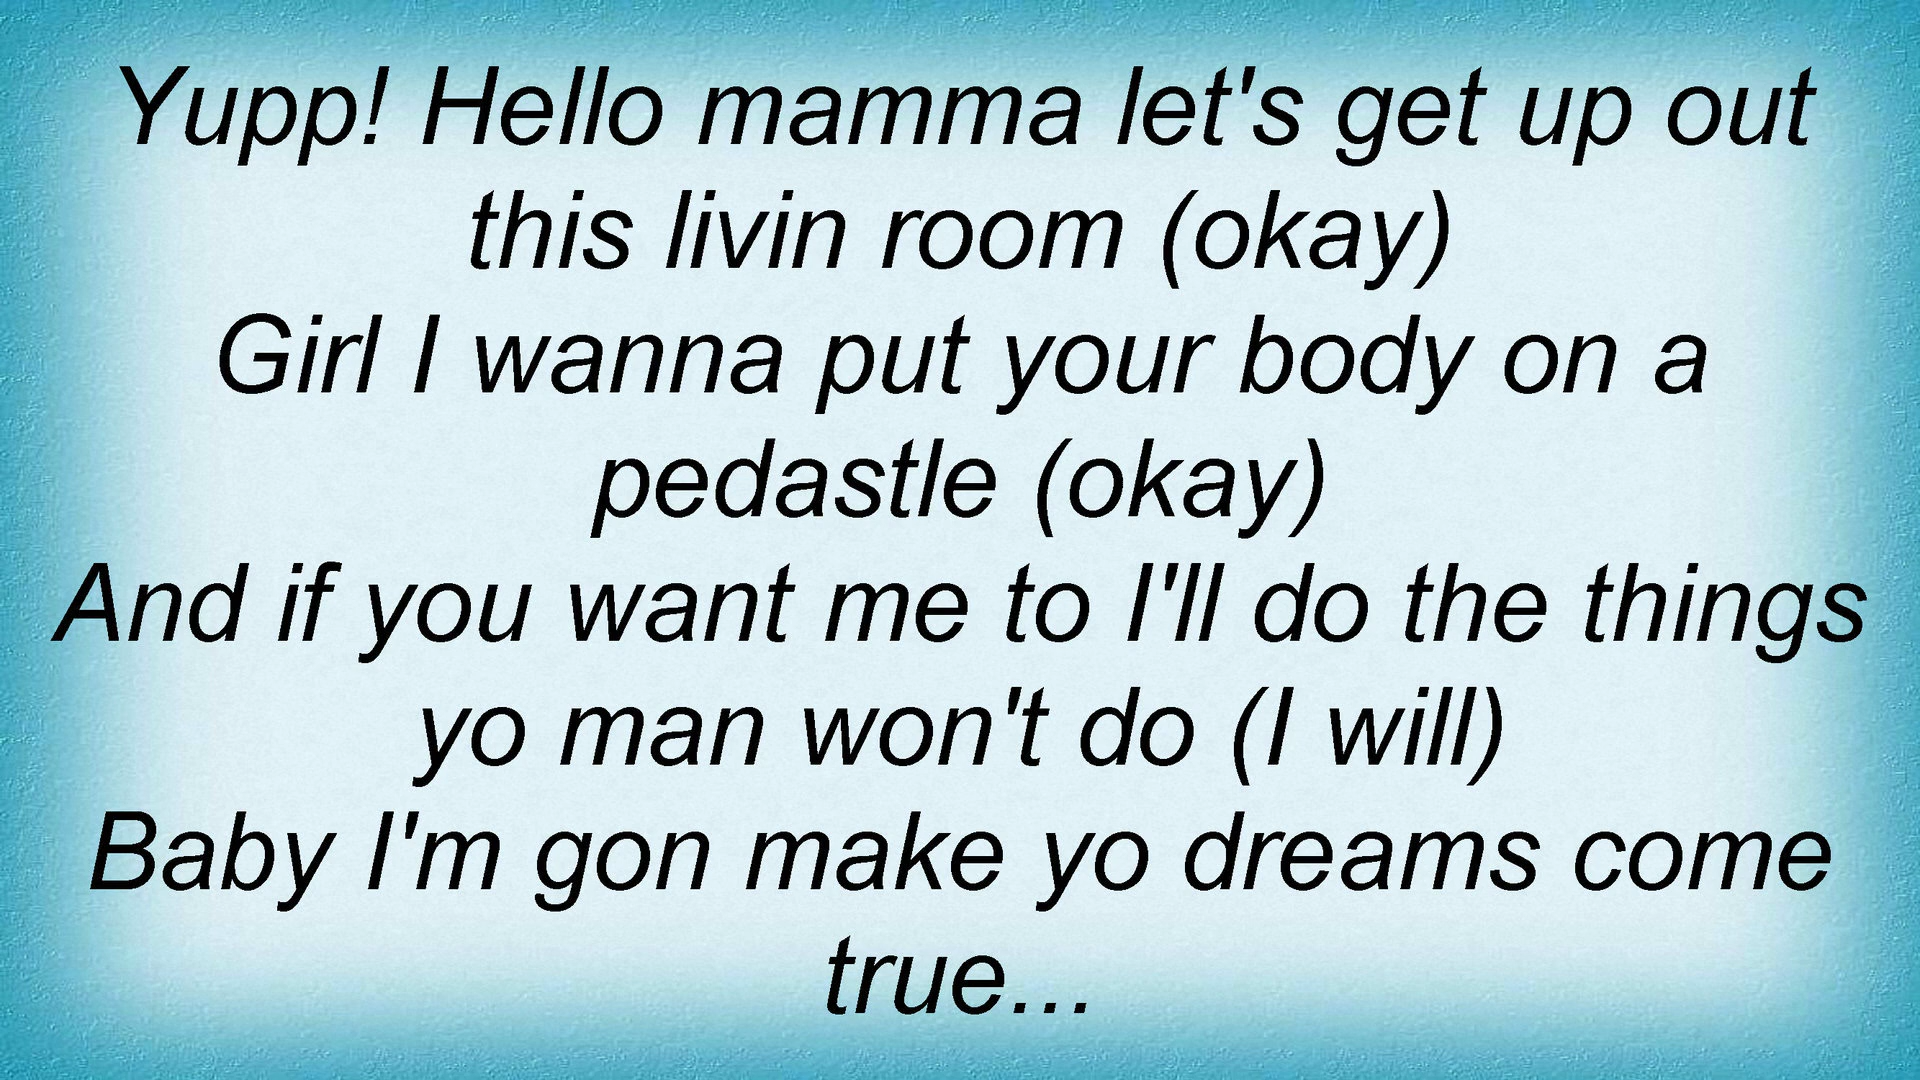 Yupp! Hello mamma let's get up out
this livin room (okay)
Girl I wanna put your body on a
pedastle (okay)
And if you want me to I'll do the things
yo man won't do (I will)
Baby I'm gon make yo dreams come
true...